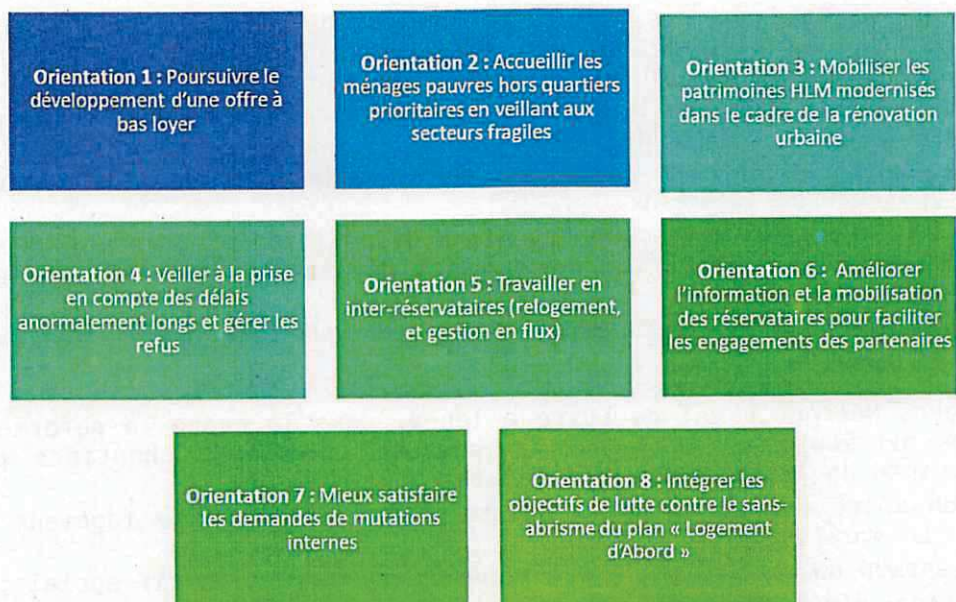 Orientation 1 : Poursuivre le
développement d'une offre à
bas loyer
Orientation 2 : Accueillir les
ménages pauvres hors quartiers
prioritaires en veillant aux
secteurs fragiles
Orientation 3 : Mobiliser les
patrimoines HLM modernisés
dans le cadre de la rénovation
urbaine
Orientation 4 : Veiller à la prise
en compte des délais
anormalement longs et gérer les
refus
Orientation 5 : Travailler en
inter-réservataires (relogement,
et gestion en flux)
Orientation 6 : Améliorer
l'information et la mobilisation
des réservataires pour faciliter
les engagements des partenaires
Orientation 7 : Mieux satisfaire
les demandes de mutations
internes
Orientation 8 : Intégrer les
objectifs de lutte contre le sans-
abrisme du plan « Logement
d'Abord »